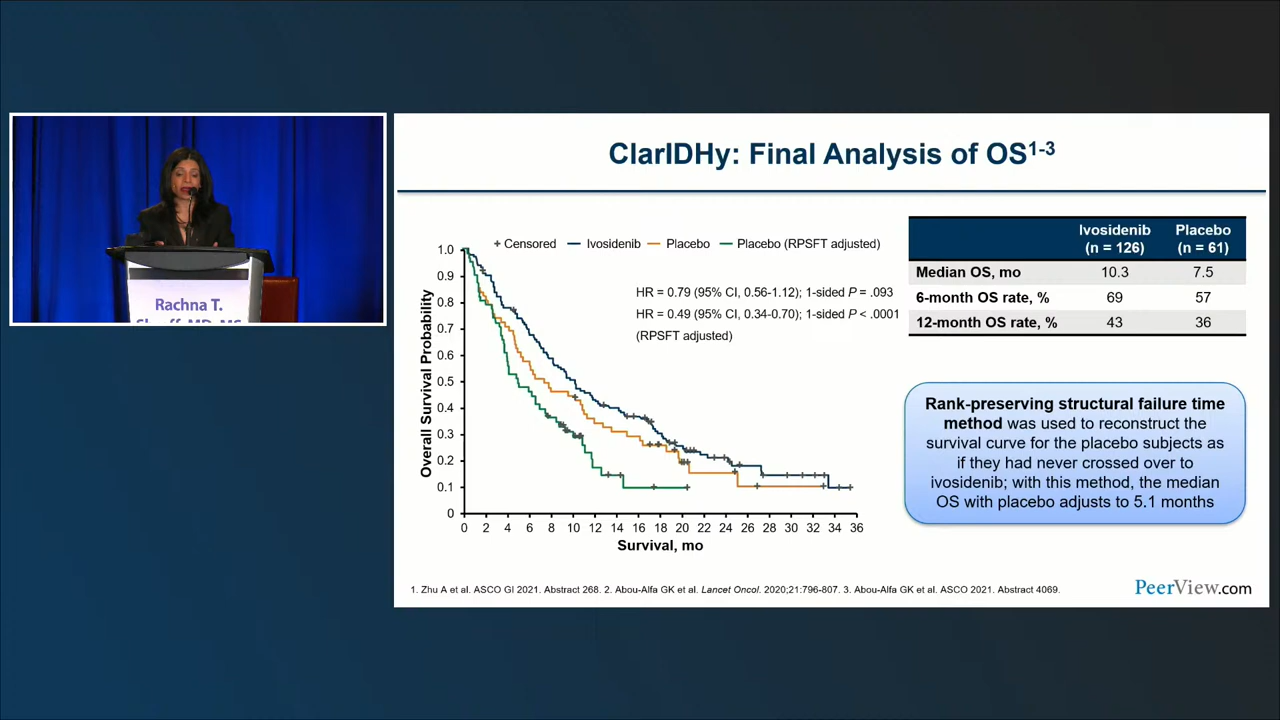 ClarIDHy: Final Analysis of OS1-3
Rachna T.
Censored Ivosidenib Placebo Placebo (RPSFT adjusted)
HR = 0.79 (95% CI, 0.56-1.12); 1-sided P = .093
HR = 0.49 (95% CI, 0.34-0.70); 1-sided P < .0001
(RPSFT adjusted)
Overall Survival Probability
1.0
0.9
0.8
0.7
0.6
0.5
0.4
0.3
0.2
0.1
0
0 2 4 6 8 10 12 14 16 18 20 22 24 26 28 30 32 34 36
Survival, mo
Ivosidenib Placebo
(n = 126) (n = 61)
Median OS, mo 10.3 7.5
6-month OS rate, % 69 57
12-month OS rate, % 43 36
Rank-preserving structural failure time
method was used to reconstruct the
survival curve for the placebo subjects as
if they had never crossed over to
ivosidenib; with this method, the median
OS with placebo adjusts to 5.1 months
1. Zhu A et al. ASCO GI 2021. Abstract 268. 2. Abou-Alfa GK et al. Lancet Oncol. 2020;21:796-807. 3. Abou-Alfa GK et al. ASCO 2021. Abstract 4069.
PeerView.com